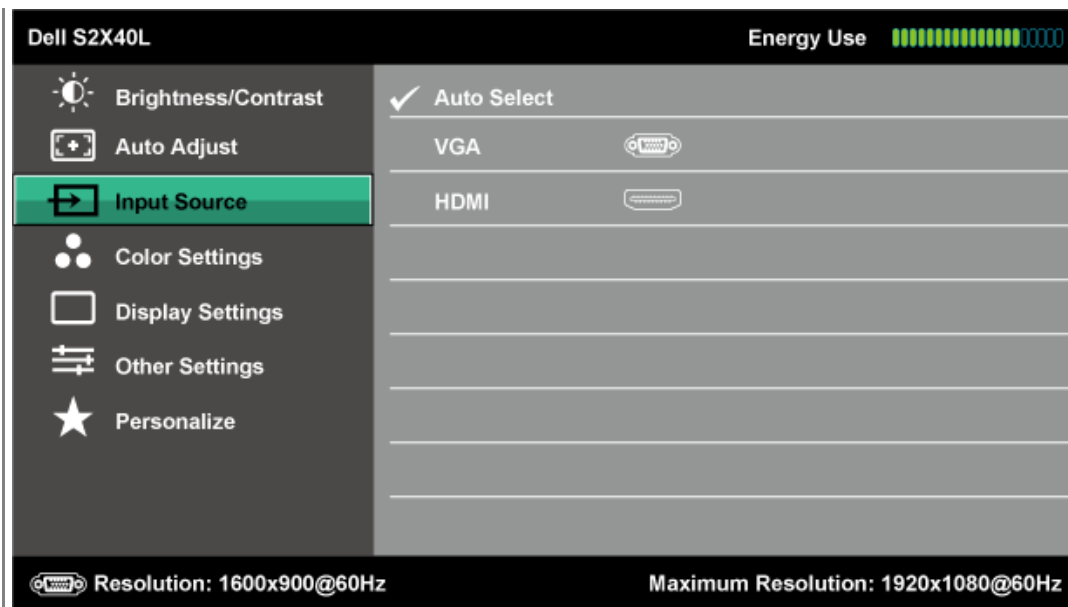 Dell S2X40L Energy Use
Brightness/Contrast Auto Select
Auto Adjust VGA
Input Source HDMI
Color Settings
Display Settings
Other Settings
Personalize
Resolution: 1600x900@60Hz Maximum Resolution: 1920x1080@60Hz